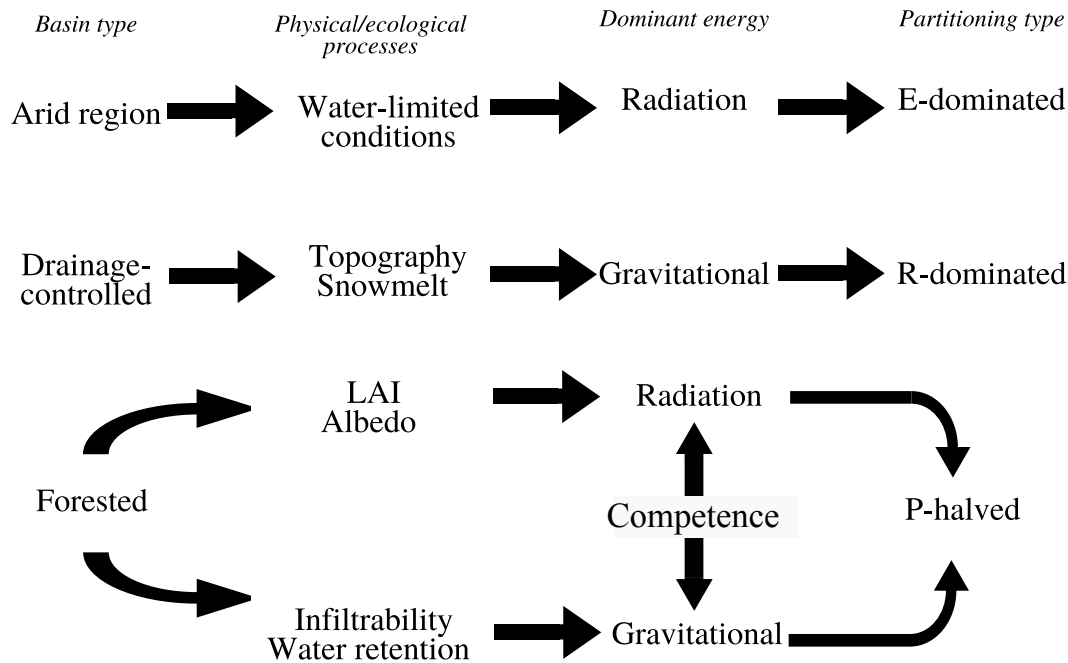 Basin type
Physical/ecological
processes
Dominant energy
Partitioning type
Arid region
Water-limited
conditions
Radiation
E-dominated
Drainage-
controlled
Topography
Snowmelt
Gravitational
R-dominated
Forested
LAI
Albedo
Radiation
Competence
P-halved
Infiltrability
Water retention
Gravitational